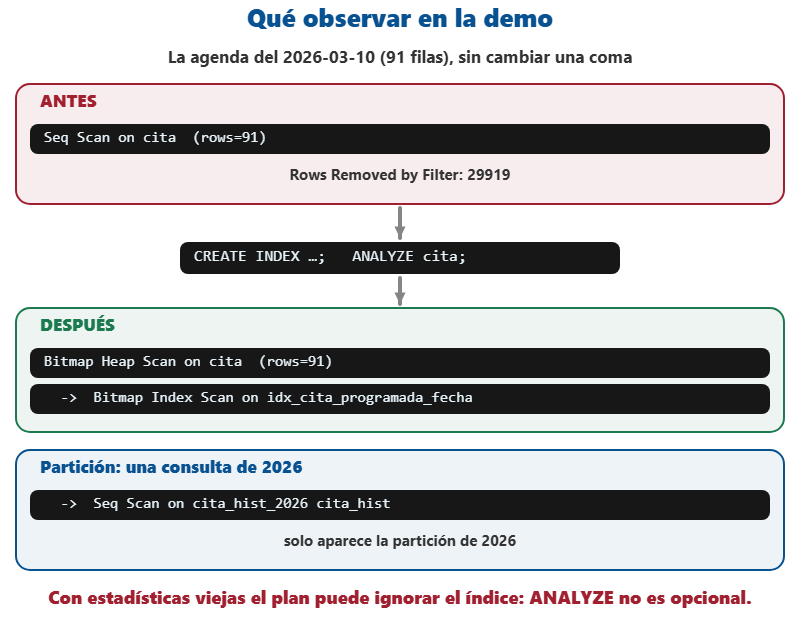 Qué observar en la demo
La agenda del 2026-03-10 (91 filas), sin cambiar una coma
ANTES
Seq Scan on cita  (rows=91)
Rows Removed by Filter: 29919
CREATE INDEX …;   ANALYZE cita;
DESPUÉS
Bitmap Heap Scan on cita  (rows=91)
->  Bitmap Index Scan on idx_cita_programada_fecha
Partición: una consulta de 2026
->  Seq Scan on cita_hist_2026 cita_hist
solo aparece la partición de 2026
Con estadísticas viejas el plan puede ignorar el índice: ANALYZE no es opcional.